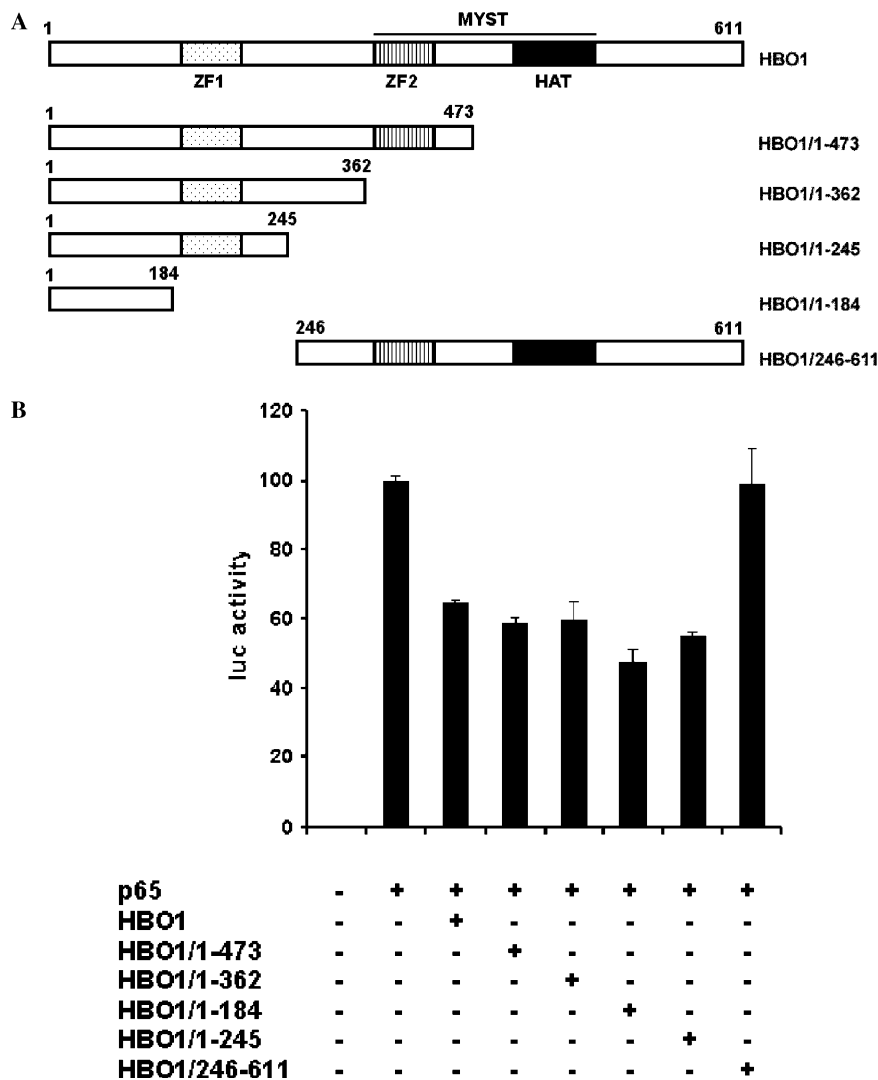 A
MYST
1 611
HBO1
ZF1 ZF2 HAT
1 473
HBO1/1-473
1 362
HBO1/1-362
1 245
HBO1/1-245
1 184
HBO1/1-184
246 611
HBO1/246-611
B
120
100
80
60
40
20
0
luc activity
p65 - + + + + + + +
HBO1 - - + - - - - -
HBO1/1-473 - - - + - - - -
HBO1/1-362 - - - - + - - -
HBO1/1-184 - - - - - + - -
HBO1/1-245 - - - - - - + -
HBO1/246-611 - - - - - - - +